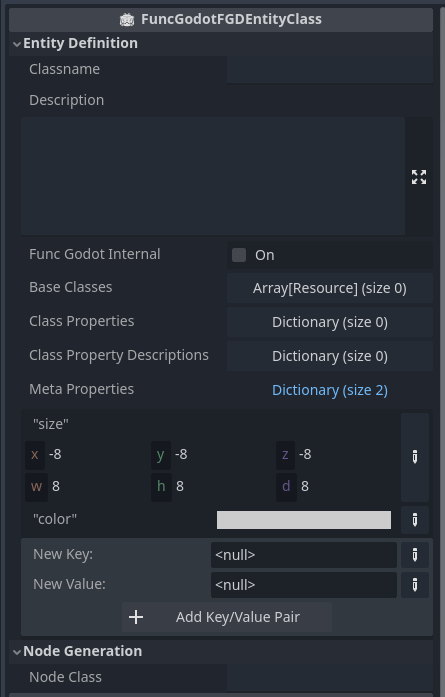 FuncGodotFGDEntityClass
Entity Definition
Classname
Description
Func Godot Internal On
Base Classes Array[Resource] (size 0)
Class Properties Dictionary (size 0)
Class Property Descriptions Dictionary (size 0)
Meta Properties Dictionary (size 2)
"size"
x -8 y -8 z -8
w 8 h 8 d 8
"color"
New Key: <null>
New Value: <null>
+ Add Key/Value Pair
Node Generation
Node Class